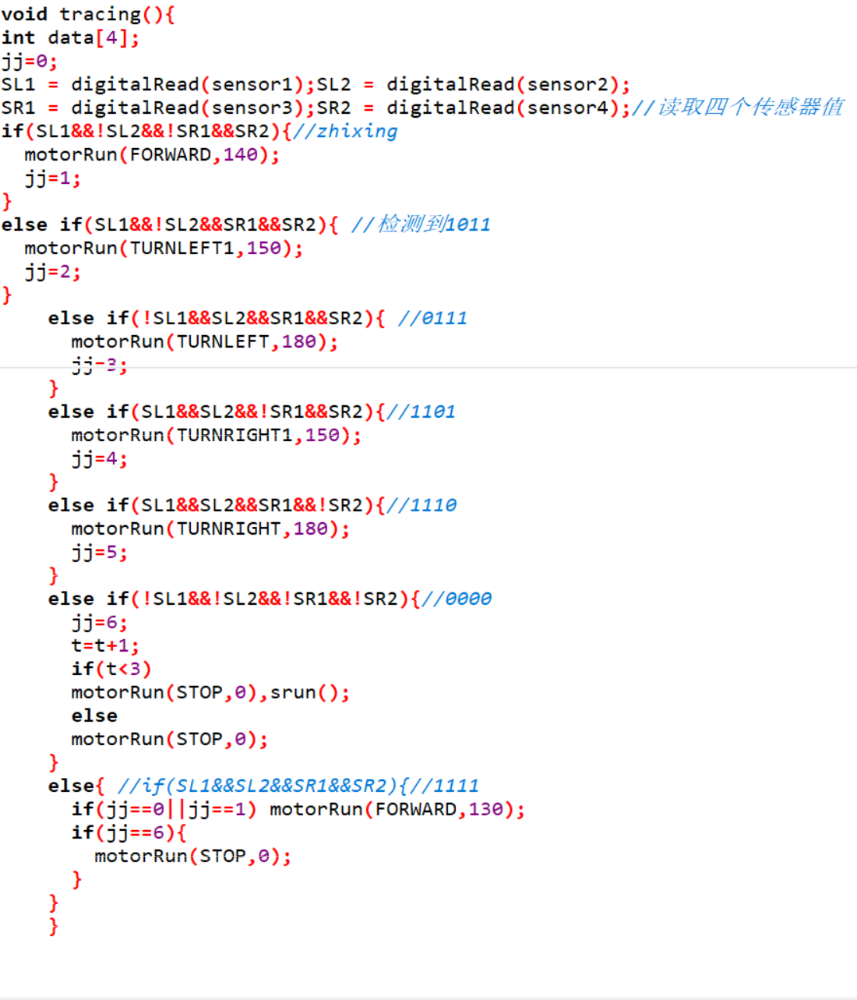 void tracing(){
int data[4];
jj=0;
SL1 = digitalRead(sensor1);SL2 = digitalRead(sensor2);
SR1 = digitalRead(sensor3);SR2 = digitalRead(sensor4);//读取四个传感器值
if(SL1&&!SL2&&!SR1&&SR2){//zhixing
  motorRun(FORWARD,140);
  jj=1;
}
else if(SL1&&!SL2&&SR1&&SR2){ //检测到1011
  motorRun(TURNLEFT1,150);
  jj=2;
}
    else if(!SL1&&SL2&&SR1&&SR2){ //0111
      motorRun(TURNLEFT,180);
      jj=3;
    }
    else if(SL1&&SL2&&!SR1&&SR2){//1101
      motorRun(TURNRIGHT1,150);
      jj=4;
    }
    else if(SL1&&SL2&&SR1&&!SR2){//1110
      motorRun(TURNRIGHT,180);
      jj=5;
    }
    else if(!SL1&&!SL2&&!SR1&&!SR2){//0000
      jj=6;
      t=t+1;
      if(t<3)
      motorRun(STOP,0),srun();
      else
      motorRun(STOP,0);
    }
    else{ //if(SL1&&SL2&&SR1&&SR2){//1111
      if(jj==0||jj==1) motorRun(FORWARD,130);
      if(jj==6){
        motorRun(STOP,0);
      }
    }
    }